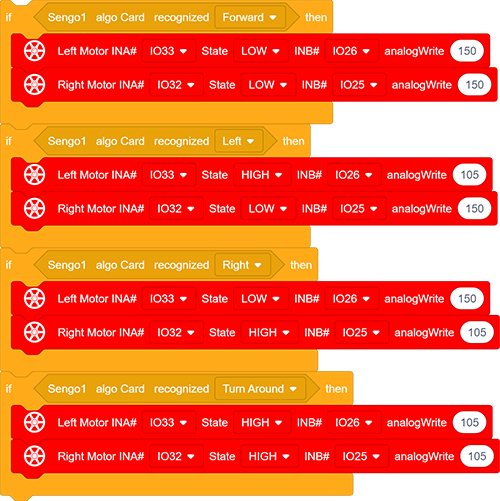 if Sengo1 algo Card recognized Forward then
Left Motor INA# IO33 State LOW INB# IO26 analogWrite 150
Right Motor INA# IO32 State LOW INB# IO25 analogWrite 150
if Sengo1 algo Card recognized Left then
Left Motor INA# IO33 State HIGH INB# IO26 analogWrite 105
Right Motor INA# IO32 State LOW INB# IO25 analogWrite 150
if Sengo1 algo Card recognized Right then
Left Motor INA# IO33 State LOW INB# IO26 analogWrite 150
Right Motor INA# IO32 State HIGH INB# IO25 analogWrite 105
if Sengo1 algo Card recognized Turn Around then
Left Motor INA# IO33 State HIGH INB# IO26 analogWrite 105
Right Motor INA# IO32 State HIGH INB# IO25 analogWrite 105